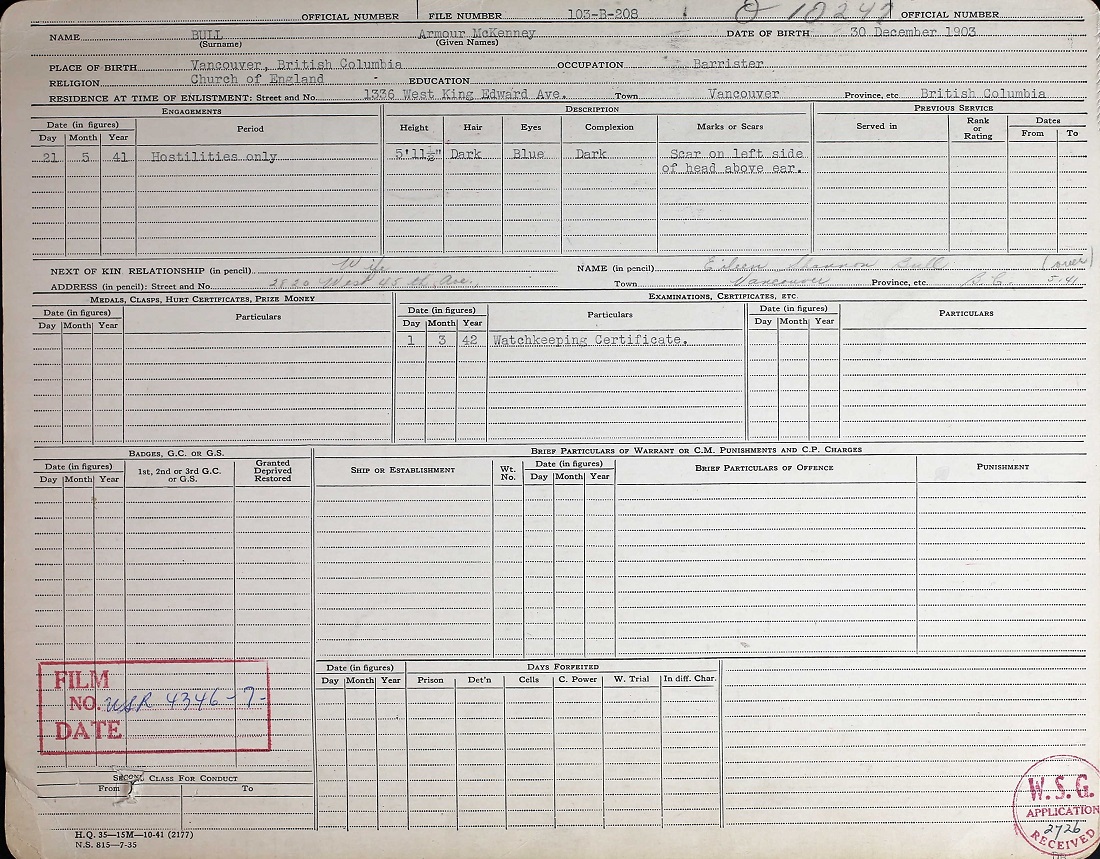 OFFICIAL NUMBER FILE NUMBER 103-B-208 O 10247 OFFICIAL NUMBER
NAME BULL Armour McKenney DATE OF BIRTH 30 December 1903
(Surname) (Given Names)
PLACE OF BIRTH Vancouver, British Columbia OCCUPATION Barrister
RELIGION Church of England EDUCATION
RESIDENCE AT TIME OF ENLISTMENT: Street and No. 1336 West King Edward Ave. Town Vancouver Province, etc British Columbia
ENGAGEMENTS DESCRIPTION PREVIOUS SERVICE
Date (in figures) Period Height Hair Eyes Complexion Marks or Scars Served in Rank or Rating Dates
Day Month Year From To
21 5 41 Hostilities only 5'11½" Dark Blue Dark Scar on left side
of head above ear.
NEXT OF KIN RELATIONSHIP (in pencil) Wife NAME (in pencil) Eileen Bull (over)
ADDRESS (in pencil): Street and No. West 45th Ave. Town Vancouver Province, etc. B.C. 5-41
MEDALS, CLASPS, HURT CERTIFICATES, PRIZE MONEY EXAMINATIONS, CERTIFICATES, ETC.
Date (in figures) Particulars Date (in figures) Particulars Date (in figures) PARTICULARS
Day Month Year Day Month Year Day Month Year
1 3 42 Watchkeeping Certificate.
BADGES, G.C. OR G.S. BRIEF PARTICULARS OF WARRANT OR C.M. PUNISHMENTS AND C.P. CHARGES
Date (in figures) 1st, 2nd or 3rd G.C. or G.S. Granted Deprived Restored SHIP OR ESTABLISHMENT Wt. No. Date (in figures) BRIEF PARTICULARS OF OFFENCE PUNISHMENT
Day Month Year Day Month Year
FILM
NO. WSR 4346-7-
DATE
Date (in figures) DAYS FORFEITED
Day Month Year Prison Det'n Cells C. Power W. Trial In diff. Char.
SECOND CLASS FOR CONDUCT
From To
W.S.G.
APPLICATION
2726
RECEIVED
H.Q. 35—15M—10-41 (2177)
N.S. 815—7-35